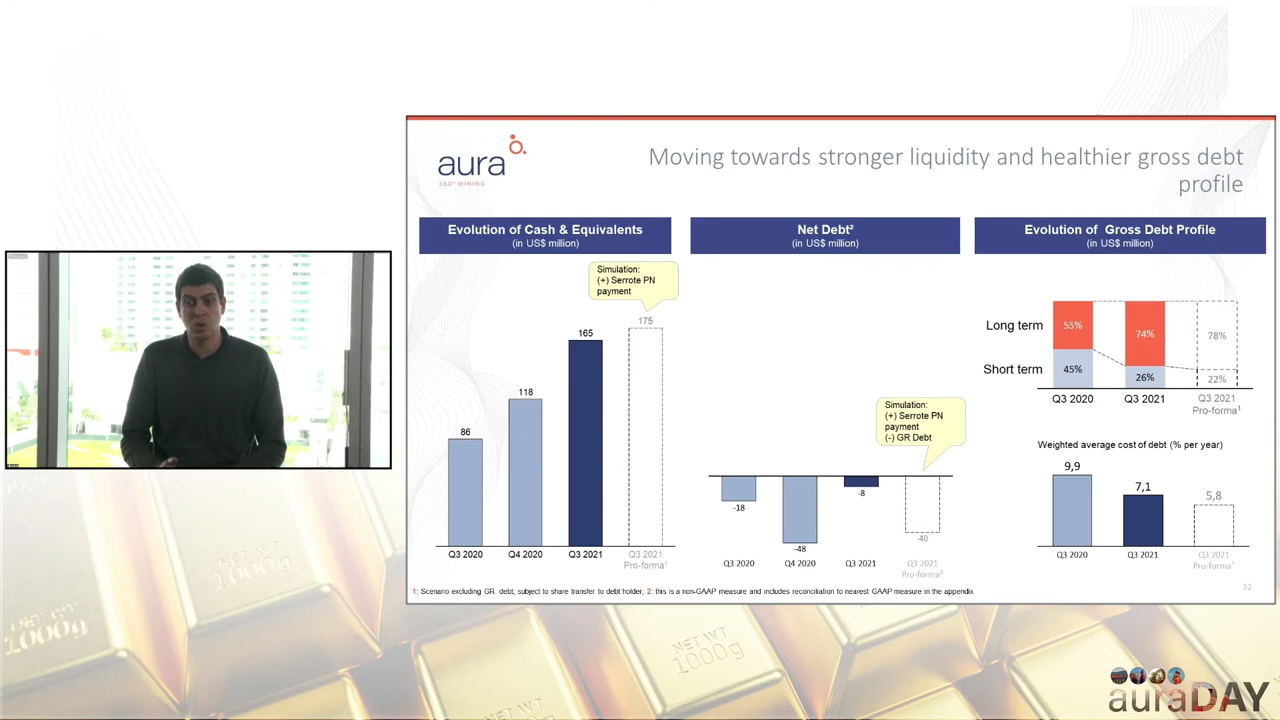 aura
360° MINING
Moving towards stronger liquidity and healthier gross debt
profile
Evolution of Cash & Equivalents
(in US$ million)
Simulation:
(+) Serrote PN
payment
86
118
165
175
Q3 2020
Q4 2020
Q3 2021
Q3 2021
Pro-forma¹
Net Debt²
(in US$ million)
Simulation:
(+) Serrote PN
payment
(-) GR Debt
-18
-48
-8
-40
Q3 2020
Q4 2020
Q3 2021
Q3 2021
Pro-forma³
Evolution of Gross Debt Profile
(in US$ million)
Long term
55%
74%
78%
Short term
45%
26%
22%
Q3 2020
Q3 2021
Q3 2021
Pro-forma¹
Weighted average cost of debt (% per year)
9,9
7,1
5,8
Q3 2020
Q3 2021
Q3 2021
Pro-forma¹
1: Scenario excluding GR debt; subject to share transfer to debt holder; 2: this is a non-GAAP measure and includes reconciliation to nearest GAAP measure in the appendix
32
NET WT
1000g
auraDAY